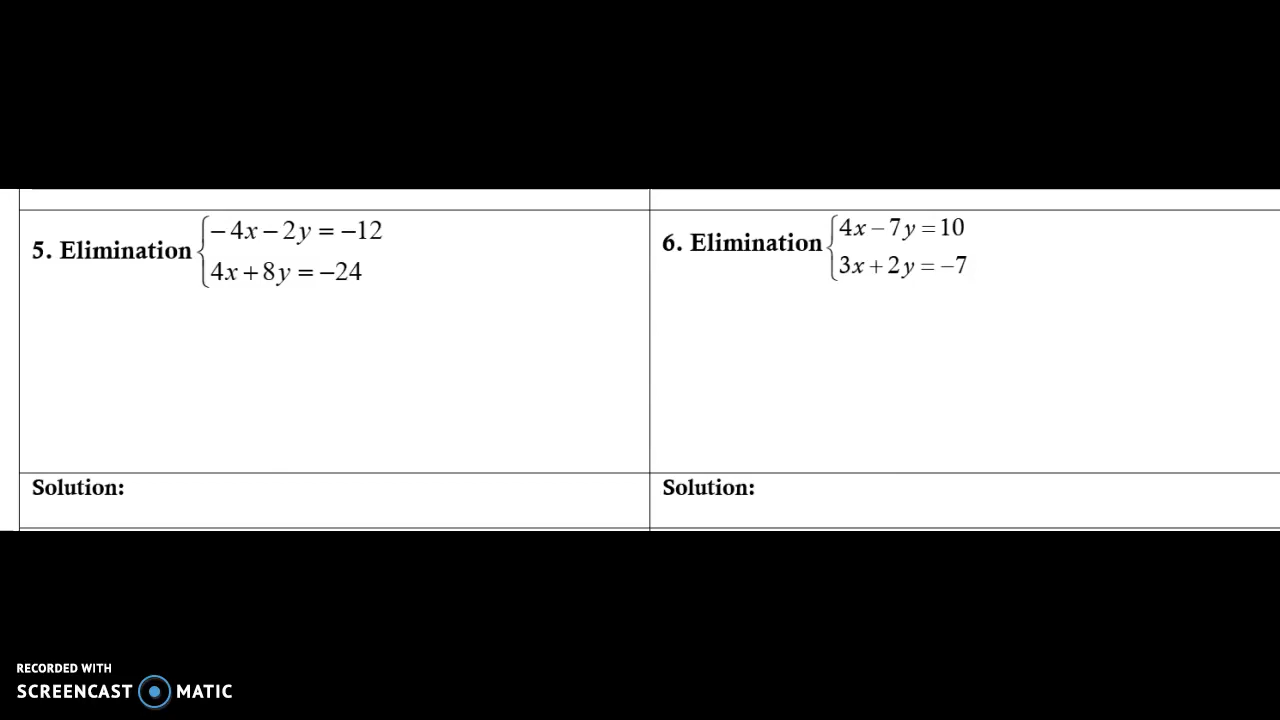 5. Elimination
−4x − 2y = −12
4x + 8y = −24
6. Elimination
4x − 7y = 10
3x + 2y = −7
Solution:
Solution:
RECORDED WITH
SCREENCAST MATIC